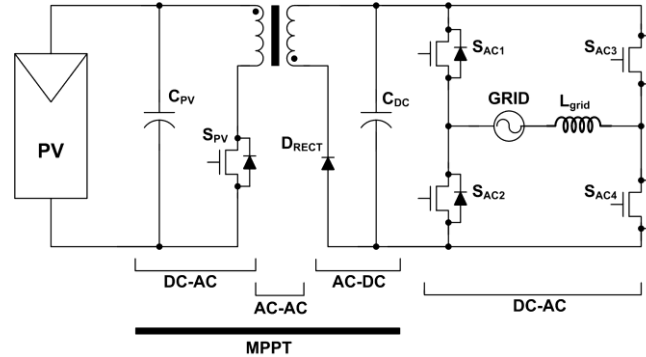 PV
C_PV
S_PV
D_RECT
C_DC
S_AC1
S_AC3
GRID
L_grid
S_AC2
S_AC4
DC-AC
AC-AC
AC-DC
DC-AC
MPPT